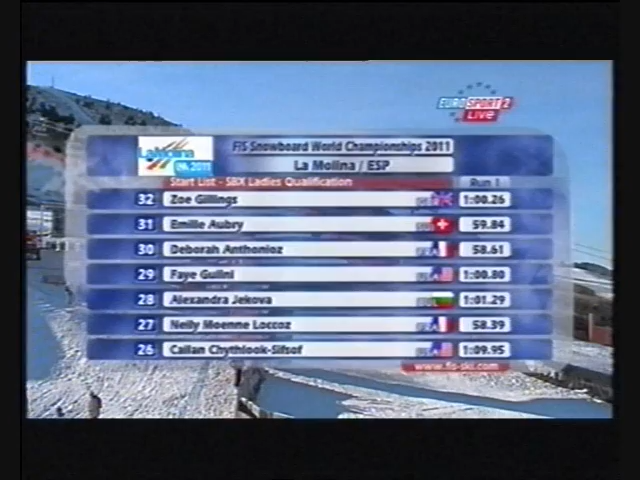 EUROSPORT 2
Live
La Molina
2011
FIS Snowboard World Championships 2011
La Molina / ESP
Start List - SBX Ladies Qualification Run 1
32 Zoe Gillings 1:00.26
31 Emilie Aubry 59.84
30 Deborah Anthonioz 58.61
29 Faye Gulini 1:00.80
28 Alexandra Jekova 1:01.29
27 Nelly Moenne Loccoz 58.39
26 Callan Chythlook-Sifsof 1:09.95
www.fis-ski.com